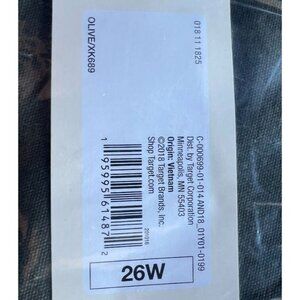 OLIVE/XK689
018 11 1825
C-000699-01-014 AND18_01Y01-0199
Dist. by Target Corporation
Minneapolis, MN 55403
Origin: Vietnam
©2018 Target Brands, Inc.
Shop Target.com
1 95995 61487 2
26W